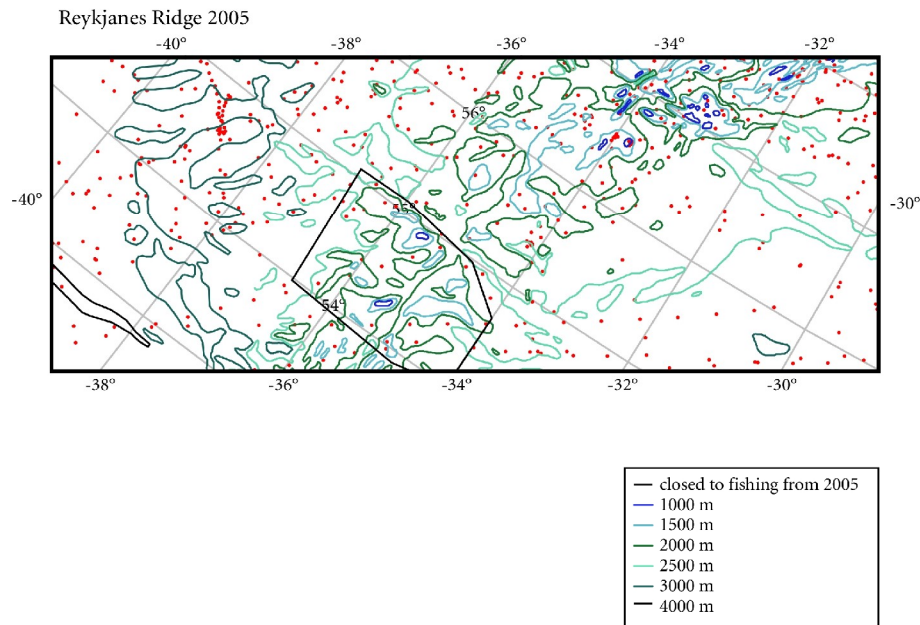 Reykjanes Ridge 2005
-40° -38° -36° -34° -32°
56°
-40° 55° -30°
54°
-38° -36° -34° -32° -30°
closed to fishing from 2005
1000 m
1500 m
2000 m
2500 m
3000 m
4000 m